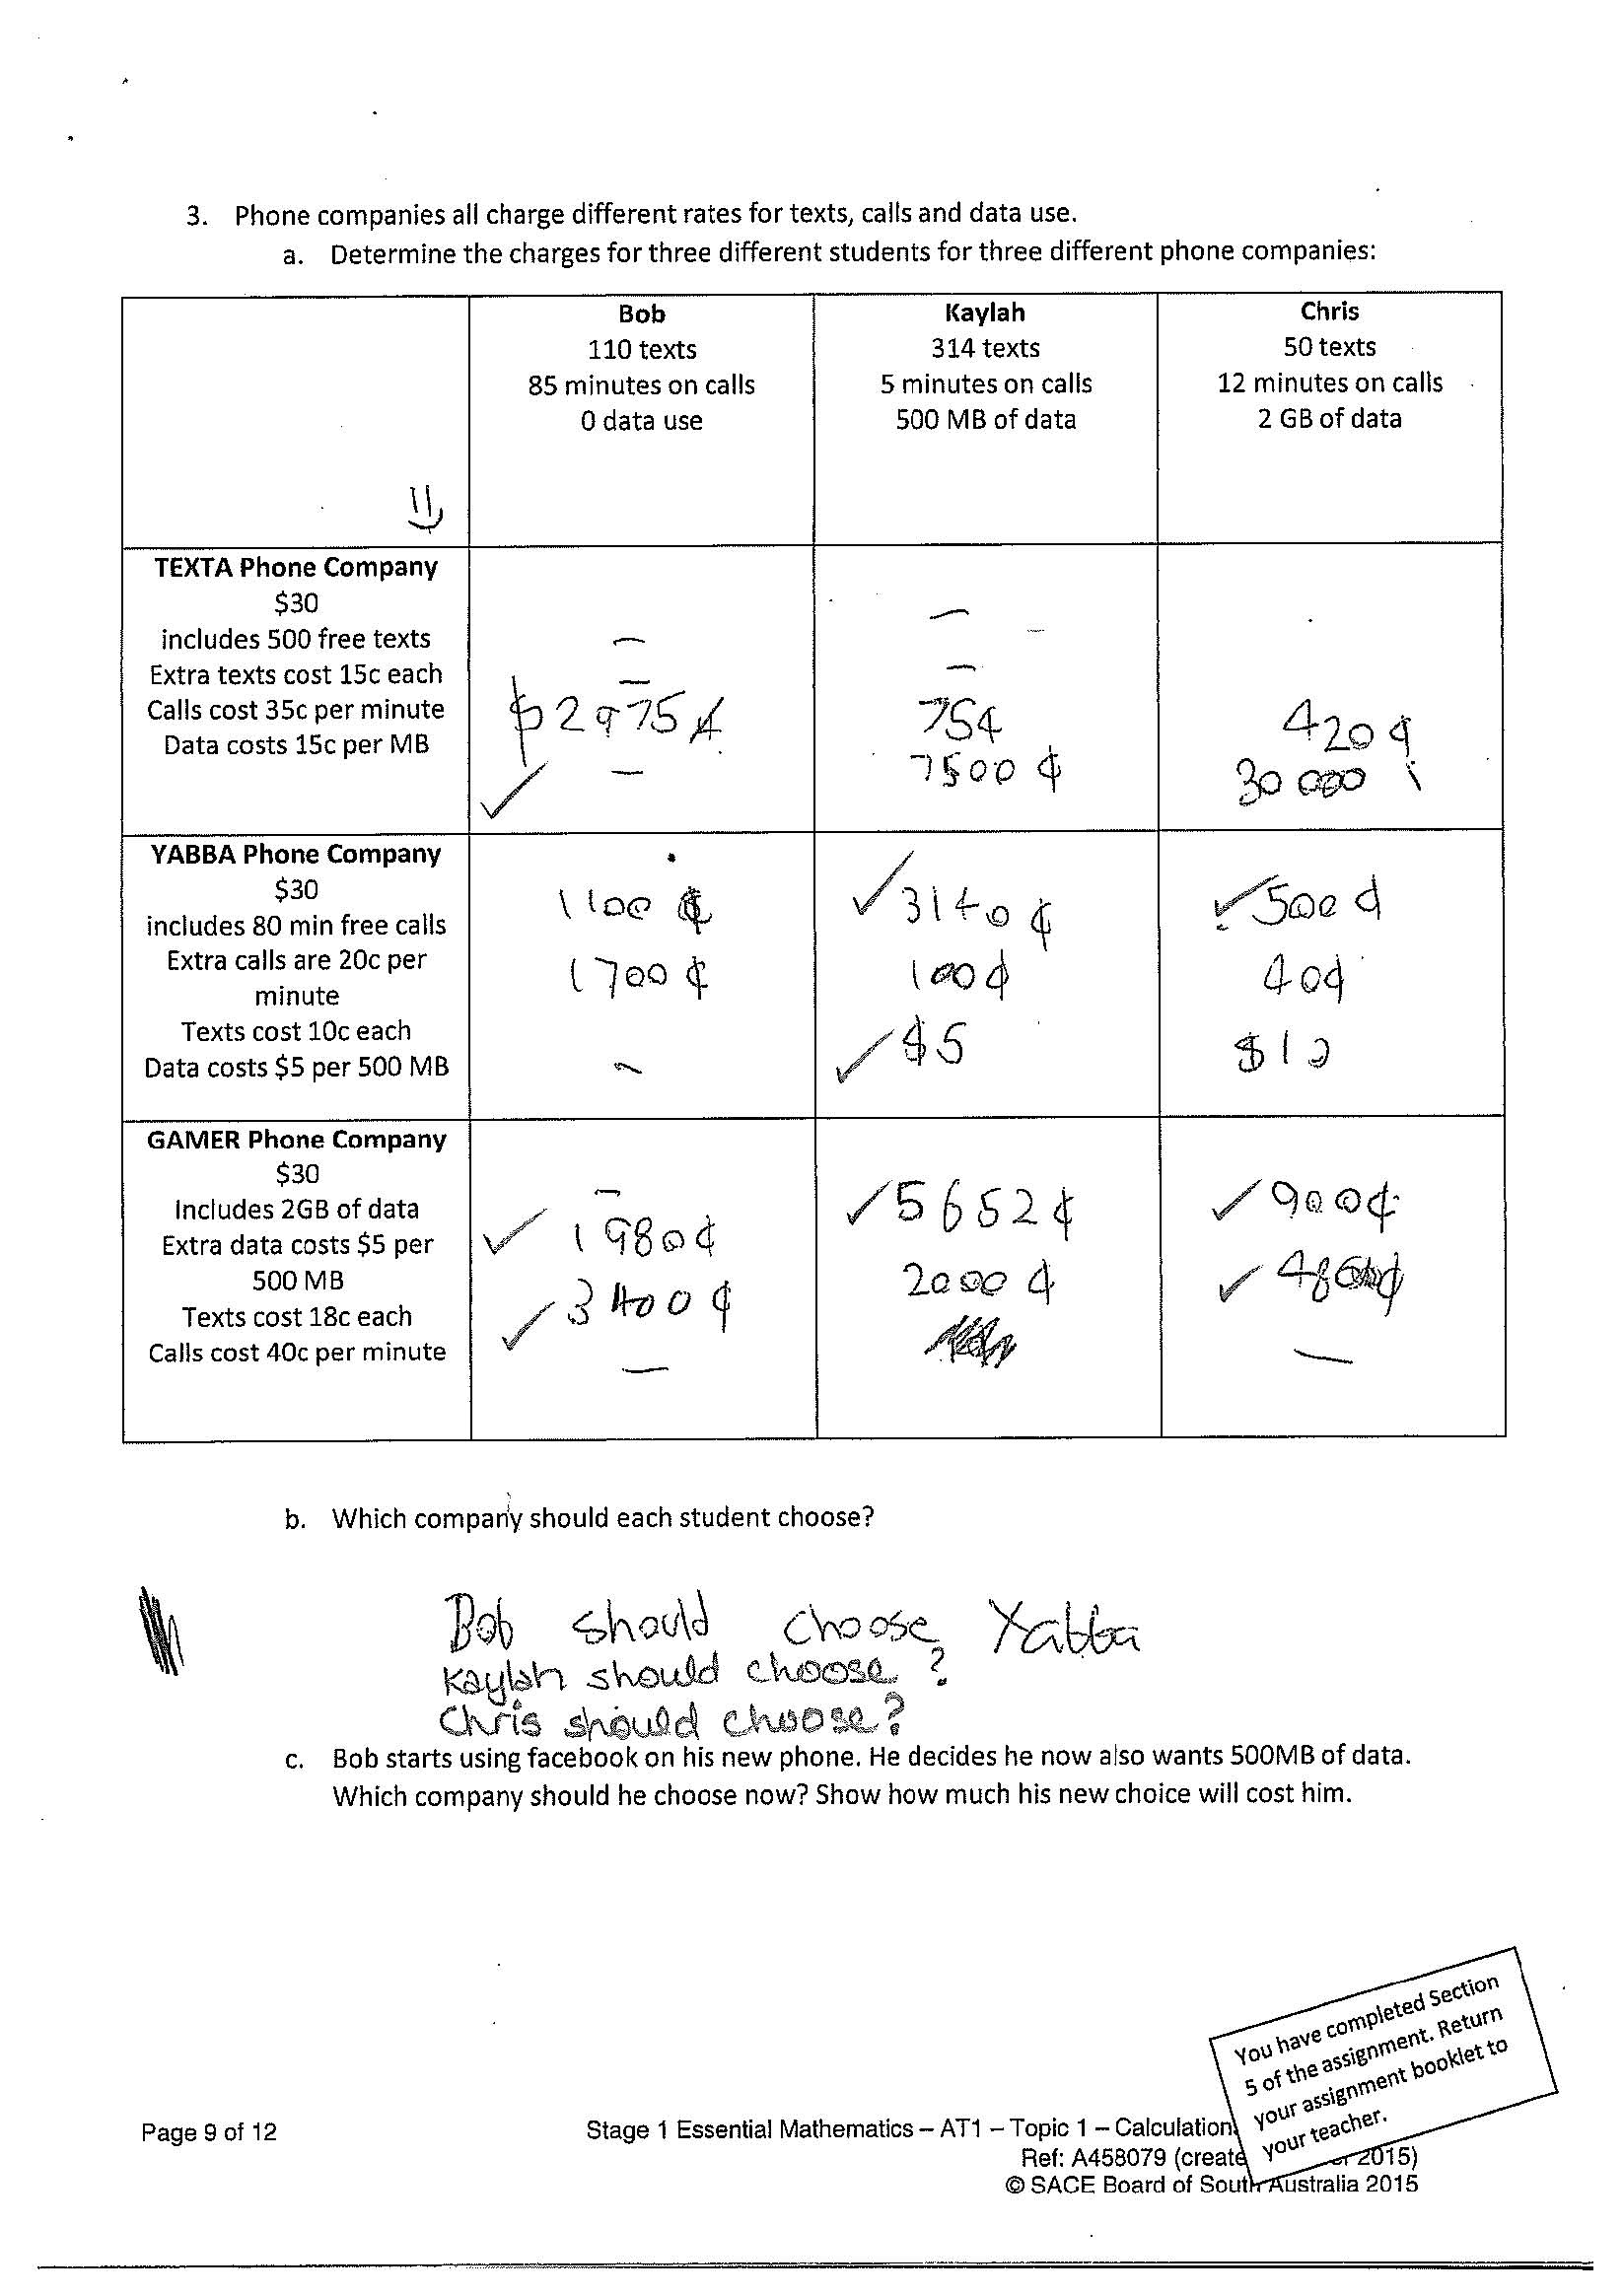 3. Phone companies all charge different rates for texts, calls and data use.
a. Determine the charges for three different students for three different phone companies:
Bob
110 texts
85 minutes on calls
0 data use
Kaylah
314 texts
5 minutes on calls
500 MB of data
Chris
50 texts
12 minutes on calls
2 GB of data
TEXTA Phone Company
$30
includes 500 free texts
Extra texts cost 15c each
Calls cost 35c per minute
Data costs 15c per MB
–
–
$2975¢
–
–
–
75¢
7500¢
420¢
30000
YABBA Phone Company
$30
includes 80 min free calls
Extra calls are 20c per
minute
Texts cost 10c each
Data costs $5 per 500 MB
1100¢
1700¢
–
✓3140¢
100¢
✓$5
✓500¢
40¢
GAMER Phone Company
$30
Includes 2GB of data
Extra data costs $5 per
500 MB
Texts cost 18c each
Calls cost 40c per minute
–
✓1980¢
✓3400¢
–
✓5652¢
2000¢
✓900¢
–
b. Which company should each student choose?
Bob should choose Yabba
Kaylah should choose ?
Chris should choose?
c. Bob starts using facebook on his new phone. He decides he now also wants 500MB of data.
Which company should he choose now? Show how much his new choice will cost him.
You have completed Section
5 of the assignment. Return
your assignment booklet to
your teacher.
Page 9 of 12
Stage 1 Essential Mathematics – AT1 – Topic 1 – Calculation
Ref: A458079 (create 2015)
© SACE Board of South Australia 2015